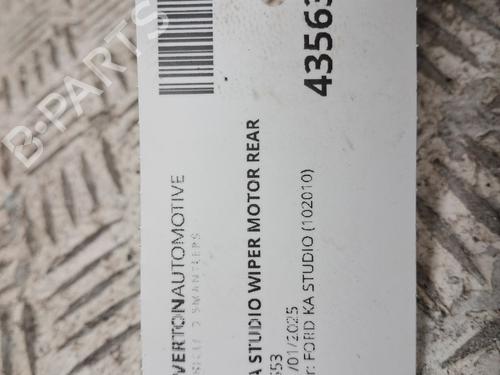 B-PARTS
VERTONAUTOMOTIVE
A STUDIO WIPER MOTOR REAR
553
/01/2025
r: FORD KA STUDIO (102010)
43563